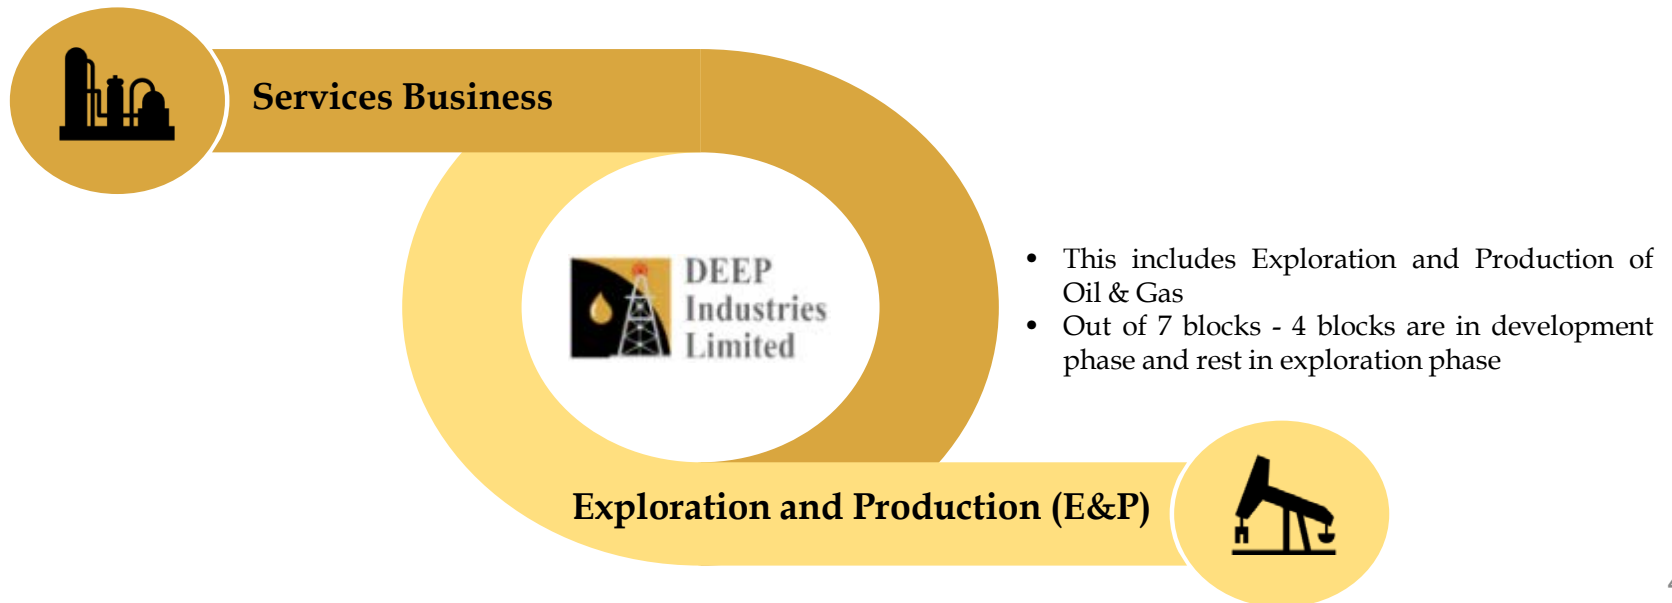 Services Business
DEEP
Industries
Limited
• This includes Exploration and Production of
Oil & Gas
• Out of 7 blocks - 4 blocks are in development
phase and rest in exploration phase
Exploration and Production (E&P)